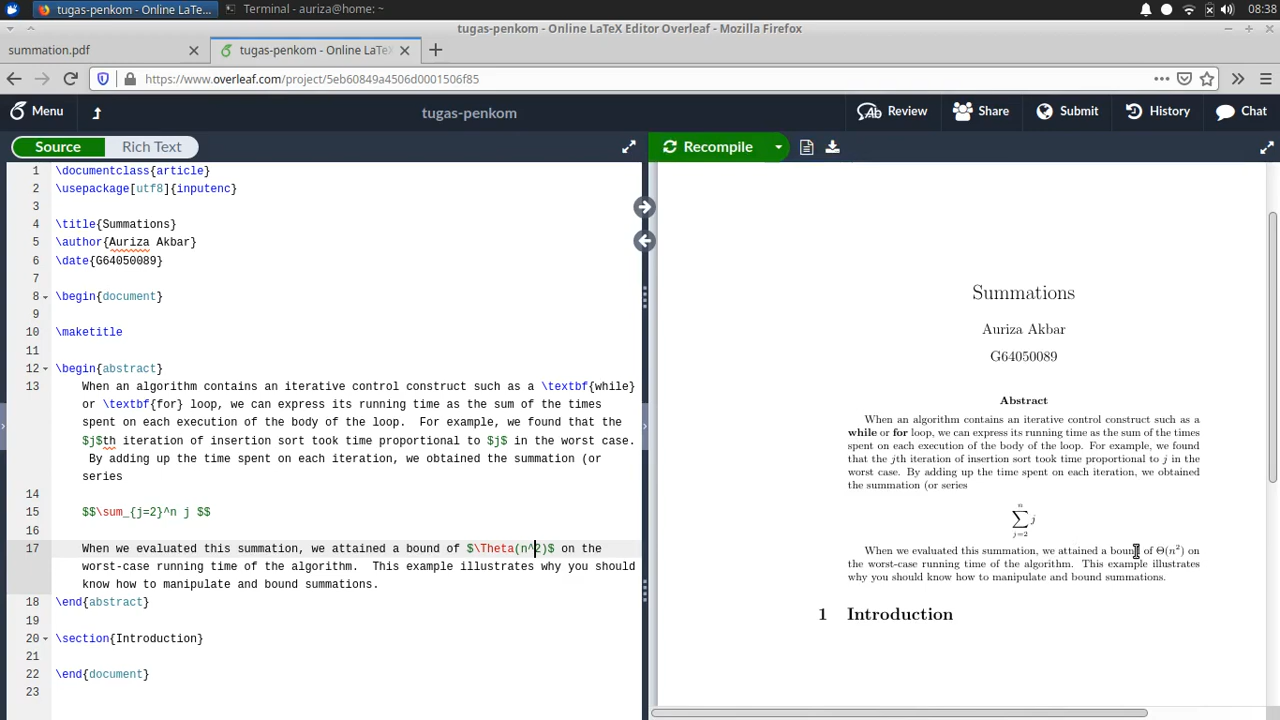 tugas-penkom - Online LaTe...
Terminal - auriza@home: ~
08:38
tugas-penkom - Online LaTeX Editor Overleaf - Mozilla Firefox
summation.pdf
tugas-penkom - Online LaTeX
https://www.overleaf.com/project/5eb60849a4506d0001506f85
Menu
tugas-penkom
Review
Share
Submit
History
Chat
Source
Rich Text
Recompile
1 \documentclass{article}
2 \usepackage[utf8]{inputenc}
3
4 \title{Summations}
5 \author{Auriza Akbar}
6 \date{G64050089}
7
8 \begin{document}
9
10 \maketitle
11
12 \begin{abstract}
13 When an algorithm contains an iterative control construct such as a \textbf{while}
or \textbf{for} loop, we can express its running time as the sum of the times
spent on each execution of the body of the loop.  For example, we found that the
$j$th iteration of insertion sort took time proportional to $j$ in the worst case.
By adding up the time spent on each iteration, we obtained the summation (or
series
14
15 $$\sum_{j=2}^n j $$
16
17 When we evaluated this summation, we attained a bound of $\Theta(n^2)$ on the
worst-case running time of the algorithm.  This example illustrates why you should
know how to manipulate and bound summations.
18 \end{abstract}
19
20 \section{Introduction}
21
22 \end{document}
23
Summations
Auriza Akbar
G64050089
Abstract
When an algorithm contains an iterative control construct such as a
while or for loop, we can express its running time as the sum of the times
spent on each execution of the body of the loop. For example, we found
that the jth iteration of insertion sort took time proportional to j in the
worst case. By adding up the time spent on each iteration, we obtained
the summation (or series
n
∑ j
j=2
When we evaluated this summation, we attained a bound of Θ(n²) on
the worst-case running time of the algorithm. This example illustrates
why you should know how to manipulate and bound summations.
1 Introduction